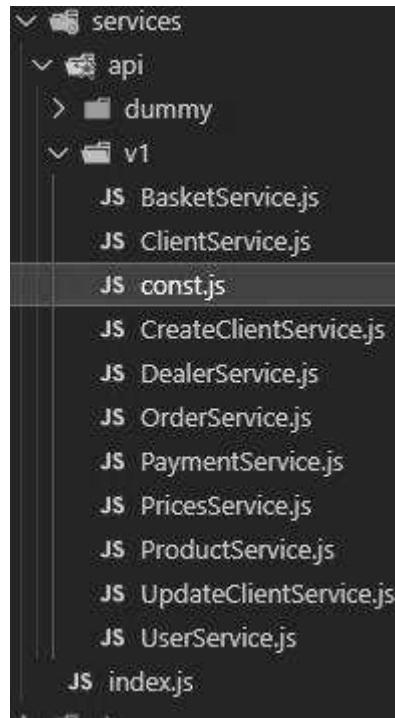 services
api
dummy
v1
JS BasketService.js
JS ClientService.js
JS const.js
JS CreateClientService.js
JS DealerService.js
JS OrderService.js
JS PaymentService.js
JS PricesService.js
JS ProductService.js
JS UpdateClientService.js
JS UserService.js
JS index.js